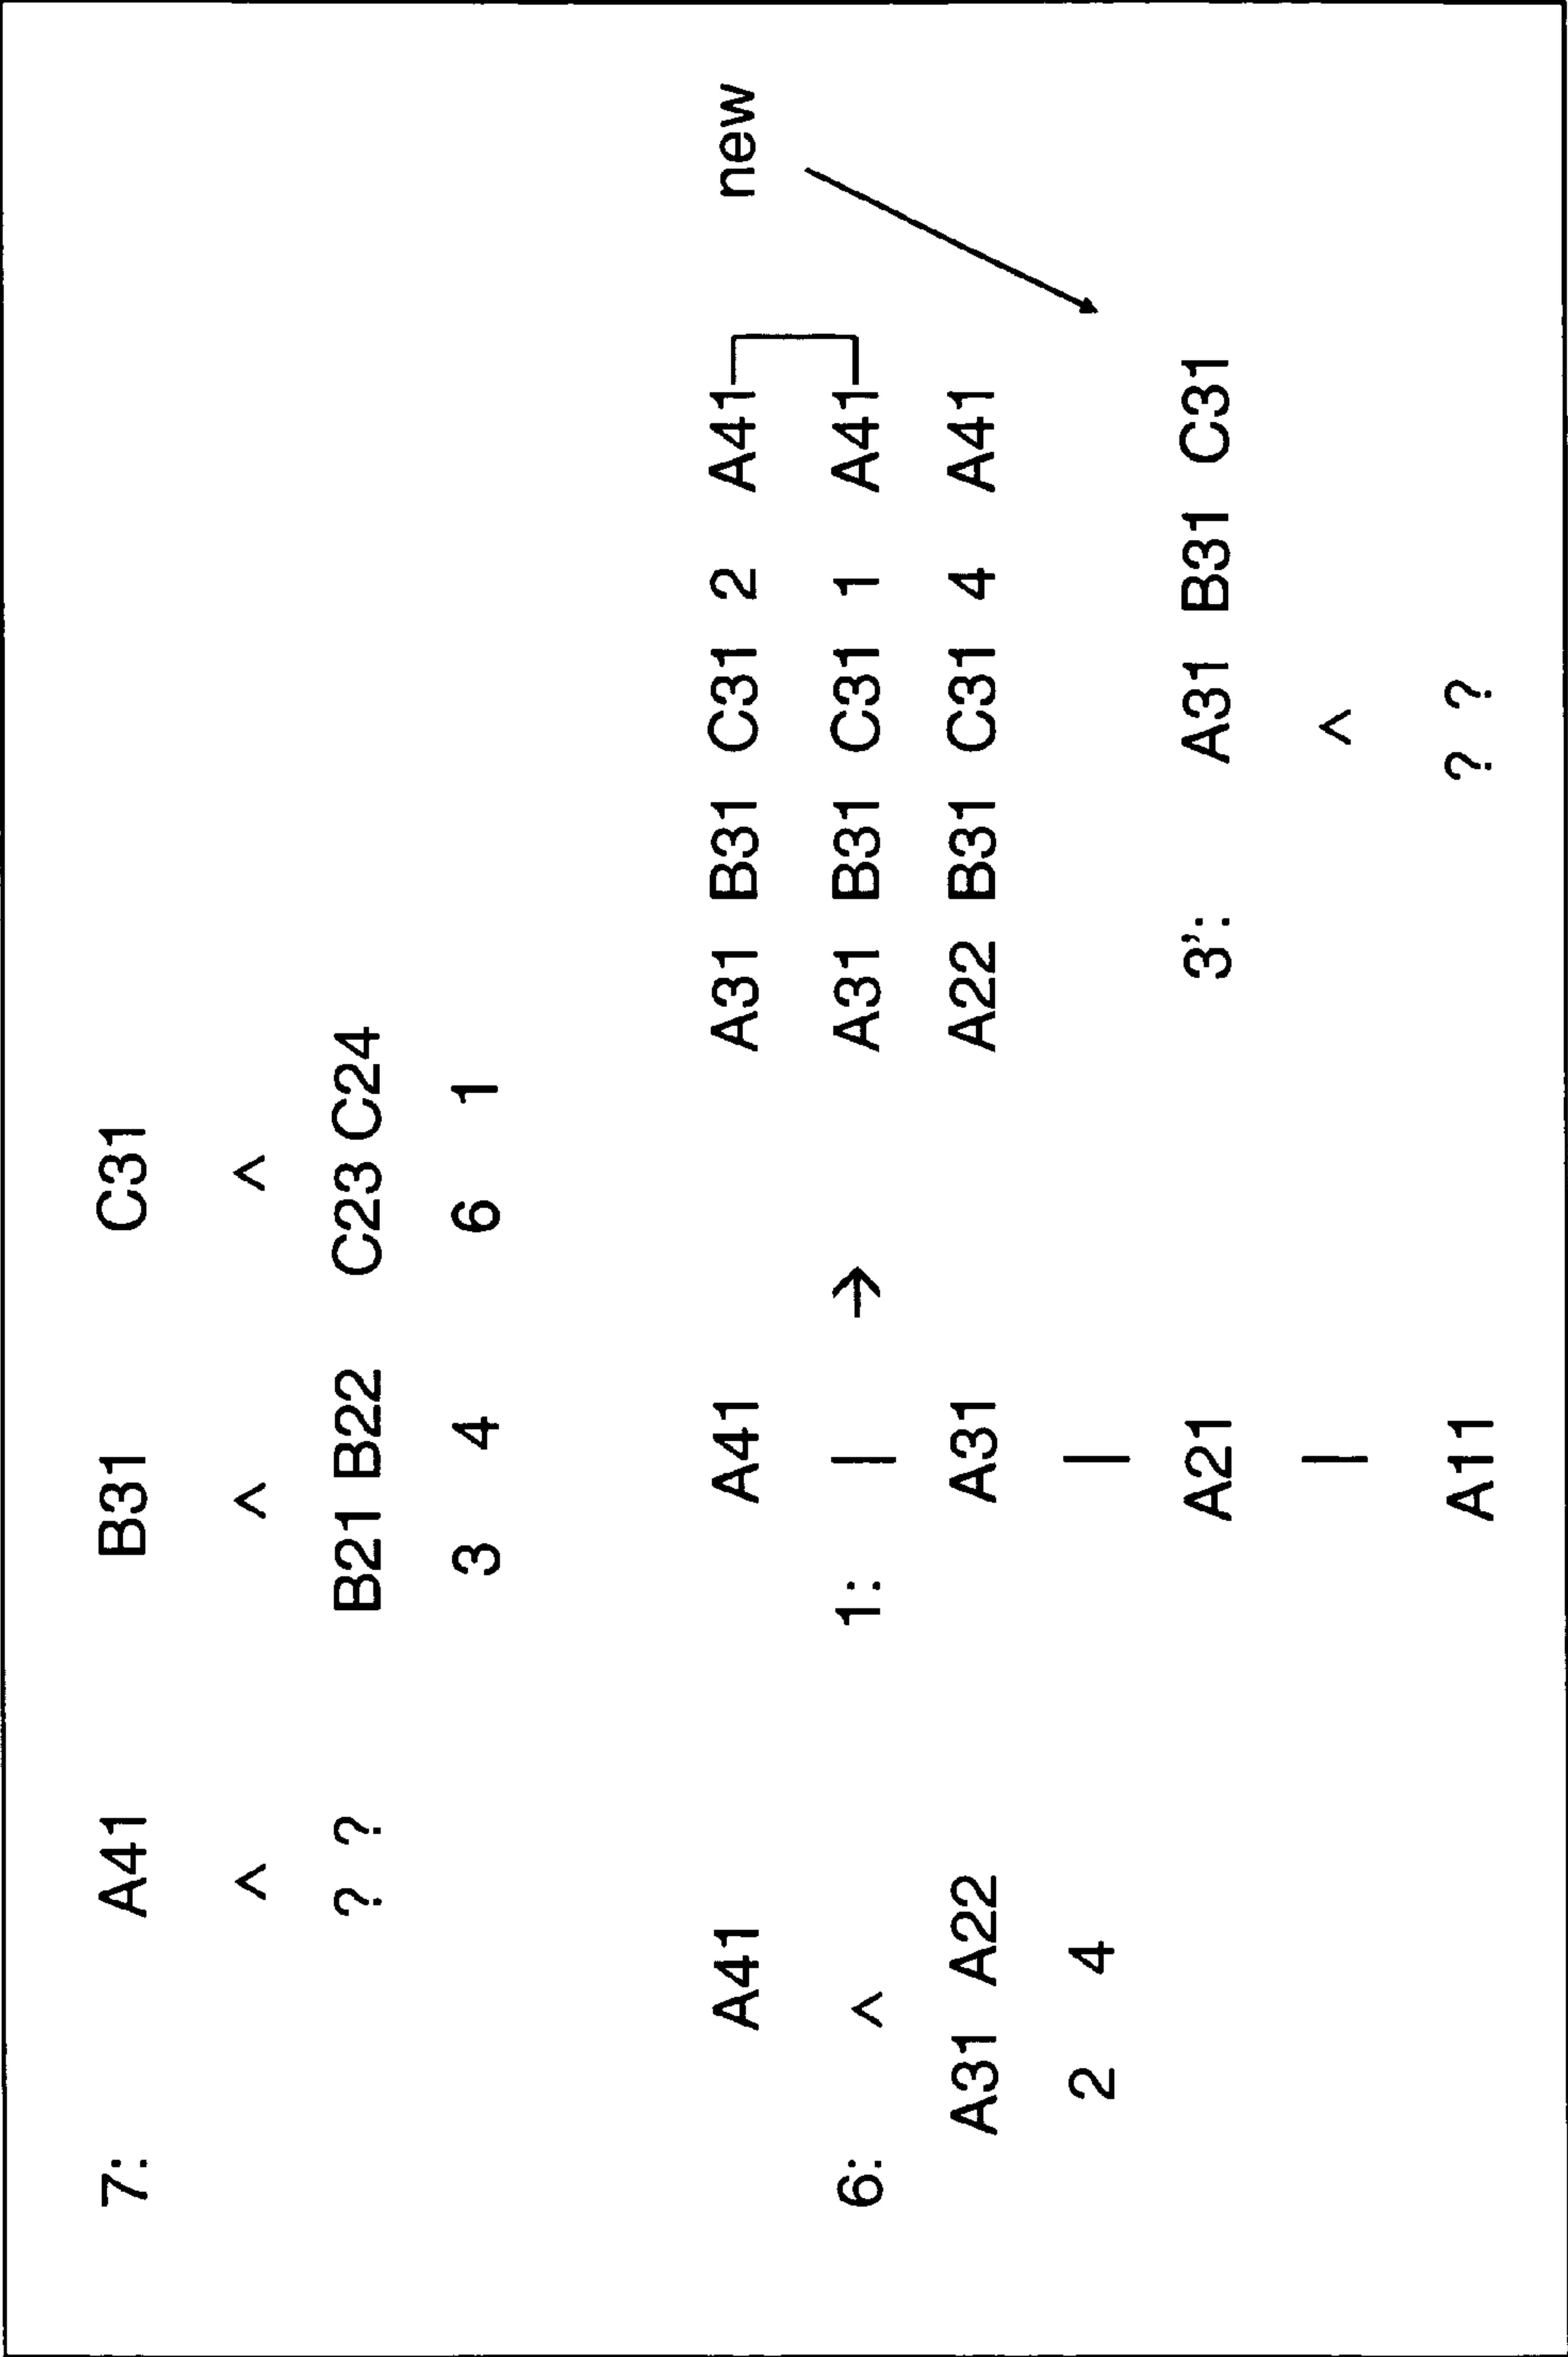 7: A41 B31 C31
^ ^ ^
? ? B21 B22 C23 C24
3 4 6 1
A41 A41 A31 B31 C31 2 A41 new
6: ^ 1: | → A31 B31 C31 1 A41
A31 A22 A31 A22 B31 C31 4 A41
2 4 |
A21 3': A31 B31 C31
| ^
A11 ? ?